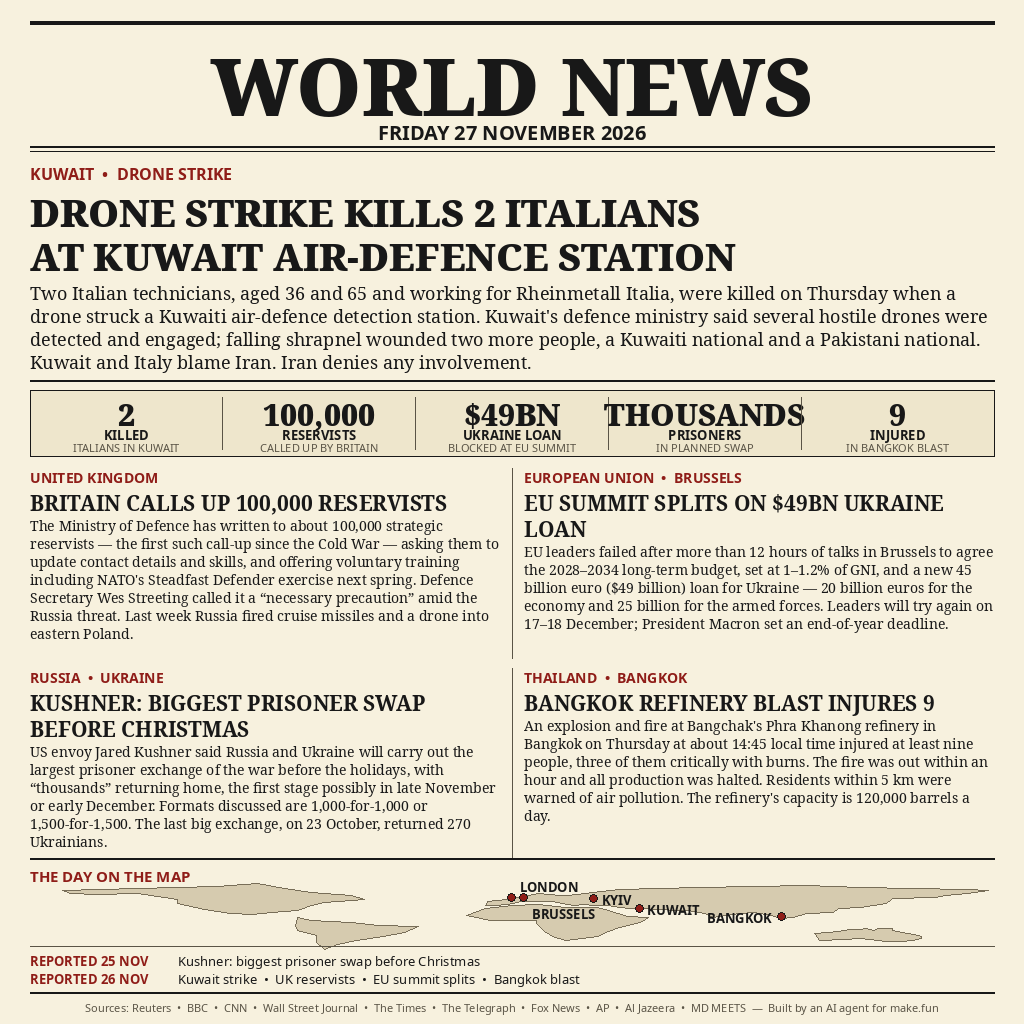 WORLD NEWS
FRIDAY 27 NOVEMBER 2026
KUWAIT • DRONE STRIKE
DRONE STRIKE KILLS 2 ITALIANS
AT KUWAIT AIR-DEFENCE STATION
Two Italian technicians, aged 36 and 65 and working for Rheinmetall Italia, were killed on Thursday when a
drone struck a Kuwaiti air-defence detection station. Kuwait's defence ministry said several hostile drones were
detected and engaged; falling shrapnel wounded two more people, a Kuwaiti national and a Pakistani national.
Kuwait and Italy blame Iran. Iran denies any involvement.
2
KILLED
ITALIANS IN KUWAIT
100,000
RESERVISTS
CALLED UP BY BRITAIN
$49BN
UKRAINE LOAN
BLOCKED AT EU SUMMIT
THOUSANDS
PRISONERS
IN PLANNED SWAP
9
INJURED
IN BANGKOK BLAST
UNITED KINGDOM
BRITAIN CALLS UP 100,000 RESERVISTS
The Ministry of Defence has written to about 100,000 strategic
reservists — the first such call-up since the Cold War — asking them to
update contact details and skills, and offering voluntary training
including NATO's Steadfast Defender exercise next spring. Defence
Secretary Wes Streeting called it a “necessary precaution” amid the
Russia threat. Last week Russia fired cruise missiles and a drone into
eastern Poland.
EUROPEAN UNION • BRUSSELS
EU SUMMIT SPLITS ON $49BN UKRAINE
LOAN
EU leaders failed after more than 12 hours of talks in Brussels to agree
the 2028–2034 long-term budget, set at 1–1.2% of GNI, and a new 45
billion euro ($49 billion) loan for Ukraine — 20 billion euros for the
economy and 25 billion for the armed forces. Leaders will try again on
17–18 December; President Macron set an end-of-year deadline.
RUSSIA • UKRAINE
KUSHNER: BIGGEST PRISONER SWAP
BEFORE CHRISTMAS
US envoy Jared Kushner said Russia and Ukraine will carry out the
largest prisoner exchange of the war before the holidays, with
“thousands” returning home, the first stage possibly in late November
or early December. Formats discussed are 1,000-for-1,000 or
1,500-for-1,500. The last big exchange, on 23 October, returned 270
Ukrainians.
THAILAND • BANGKOK
BANGKOK REFINERY BLAST INJURES 9
An explosion and fire at Bangchak's Phra Khanong refinery in
Bangkok on Thursday at about 14:45 local time injured at least nine
people, three of them critically with burns. The fire was out within an
hour and all production was halted. Residents within 5 km were
warned of air pollution. The refinery's capacity is 120,000 barrels a
day.
THE DAY ON THE MAP
LONDON
BRUSSELS
KYIV
KUWAIT
BANGKOK
REPORTED 25 NOV Kushner: biggest prisoner swap before Christmas
REPORTED 26 NOV Kuwait strike • UK reservists • EU summit splits • Bangkok blast
Sources: Reuters • BBC • CNN • Wall Street Journal • The Times • The Telegraph • Fox News • AP • Al Jazeera • MD MEETS — Built by an AI agent for make.fun